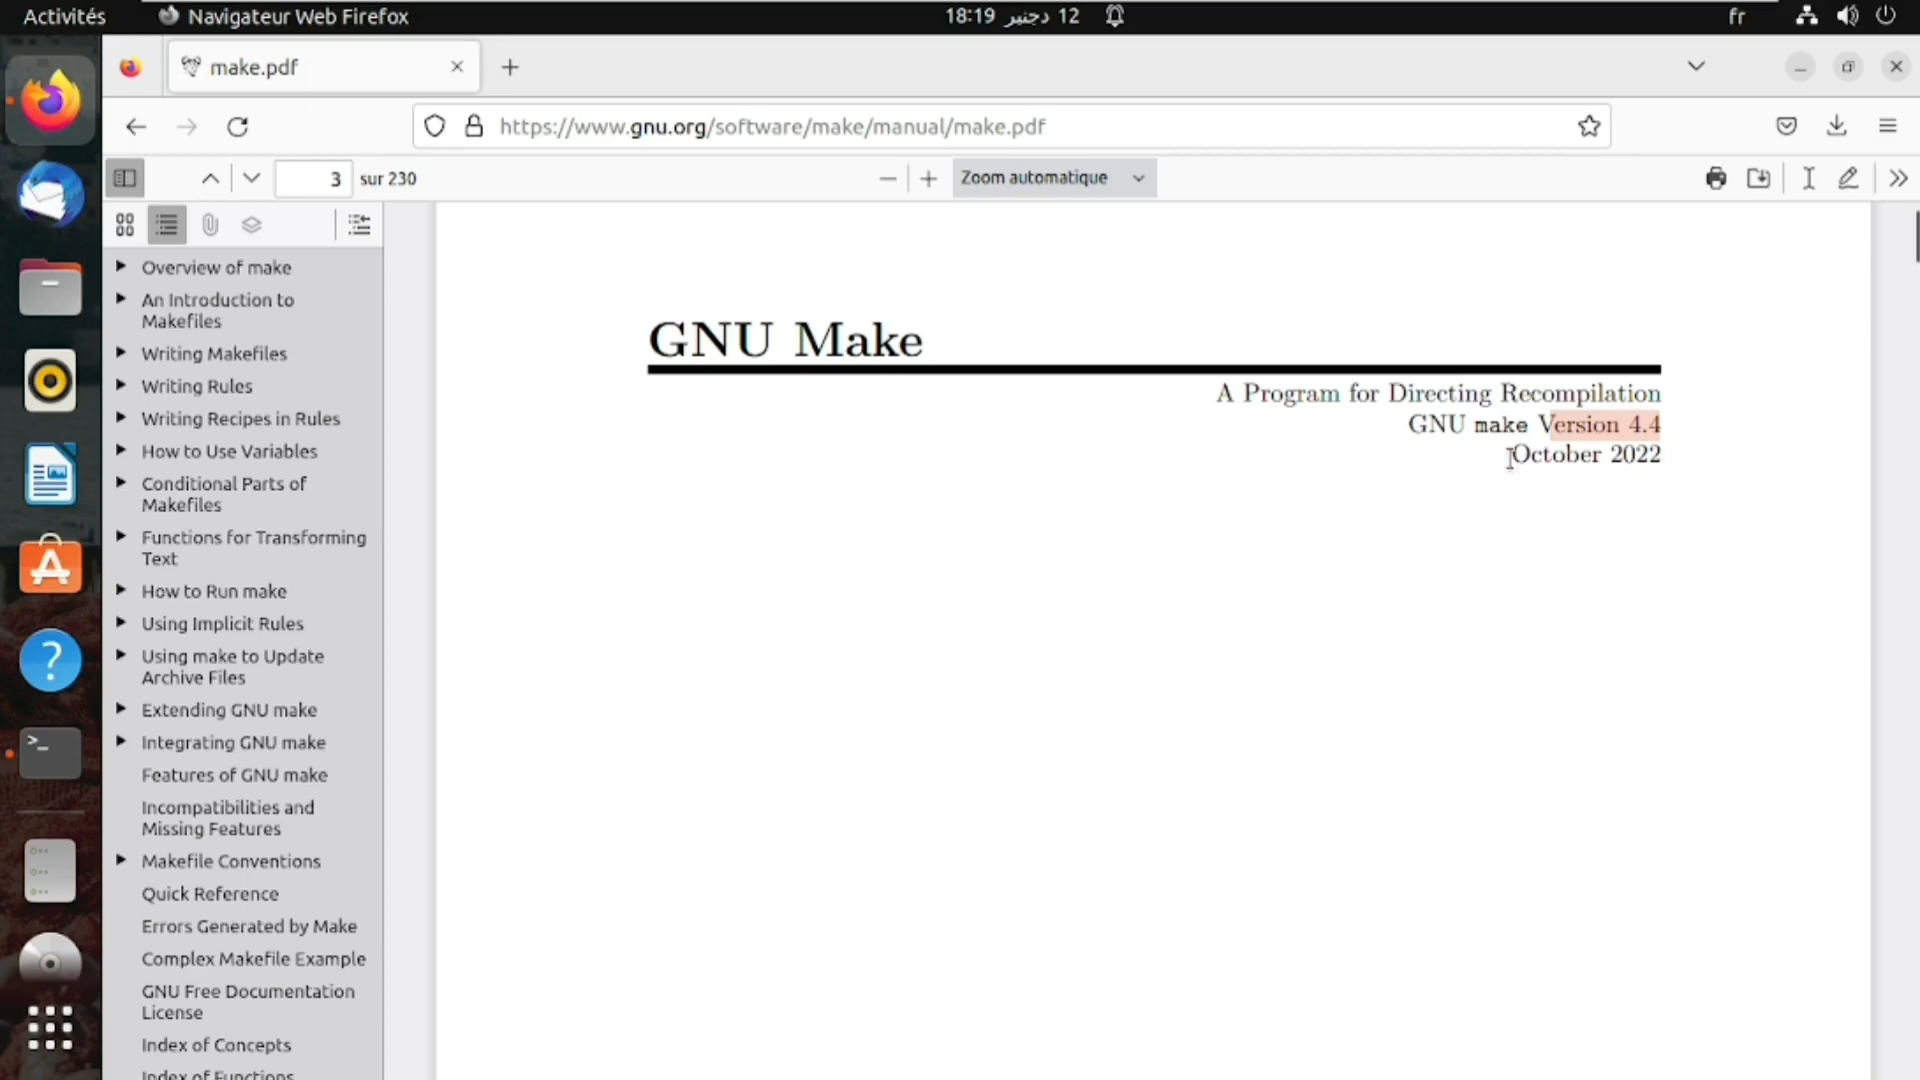 Activités
Navigateur Web Firefox
12 دجنبر 18:19
fr
make.pdf
https://www.gnu.org/software/make/manual/make.pdf
3 sur 230
Zoom automatique
Overview of make
An Introduction to
Makefiles
Writing Makefiles
Writing Rules
Writing Recipes in Rules
How to Use Variables
Conditional Parts of
Makefiles
Functions for Transforming
Text
How to Run make
Using Implicit Rules
Using make to Update
Archive Files
Extending GNU make
Integrating GNU make
Features of GNU make
Incompatibilities and
Missing Features
Makefile Conventions
Quick Reference
Errors Generated by Make
Complex Makefile Example
GNU Free Documentation
License
Index of Concepts
Index of Functions
GNU Make
A Program for Directing Recompilation
GNU make Version 4.4
October 2022